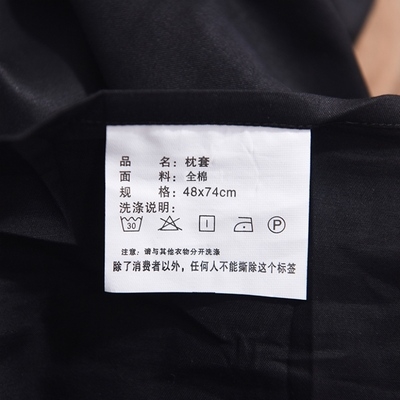 品 名: 枕套
面 料: 全棉
规 格: 48x74cm
洗涤说明:
30 P
注意: 请与其他衣物分开洗涤
除了消费者以外, 任何人不能撕除这个标签